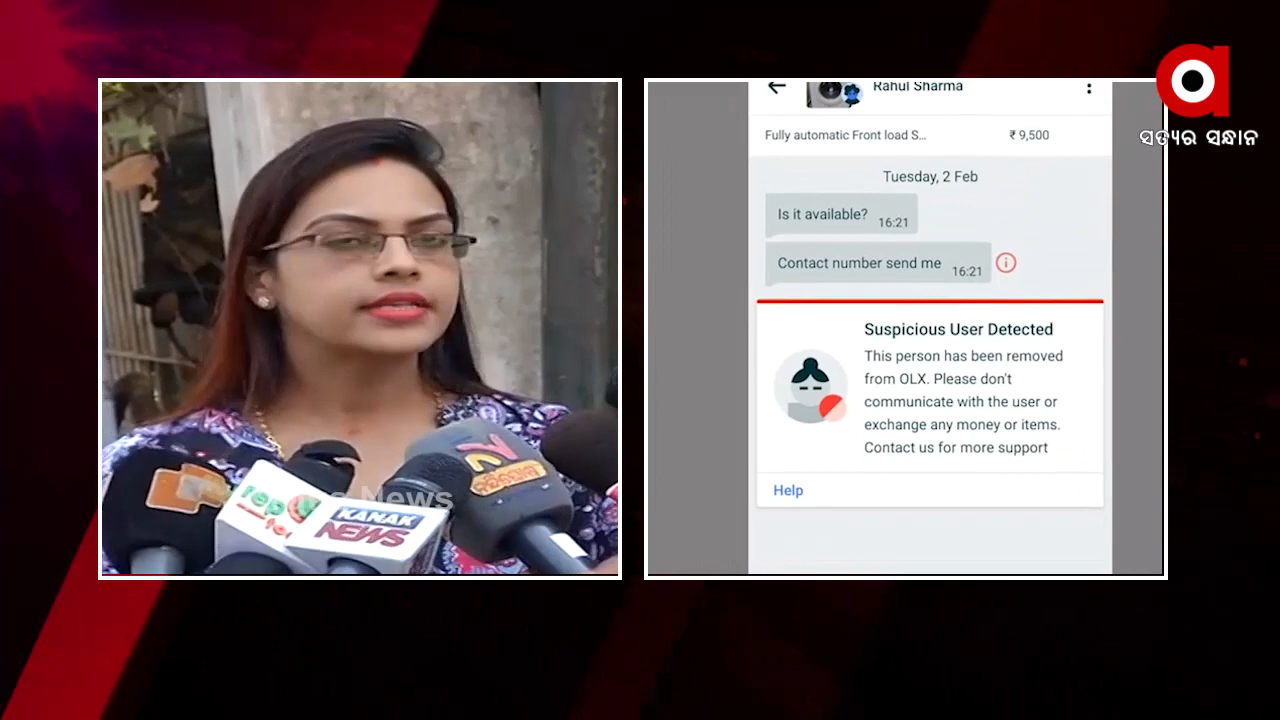 ସତ୍ୟର ସନ୍ଧାନ
News
KANAK
NEWS
Rahul Sharma
Fully automatic Front load S...
₹ 9,500
Tuesday, 2 Feb
Is it available? 16:21
Contact number send me 16:21
Suspicious User Detected
This person has been removed
from OLX. Please don't
communicate with the user or
exchange any money or items.
Contact us for more support
Help